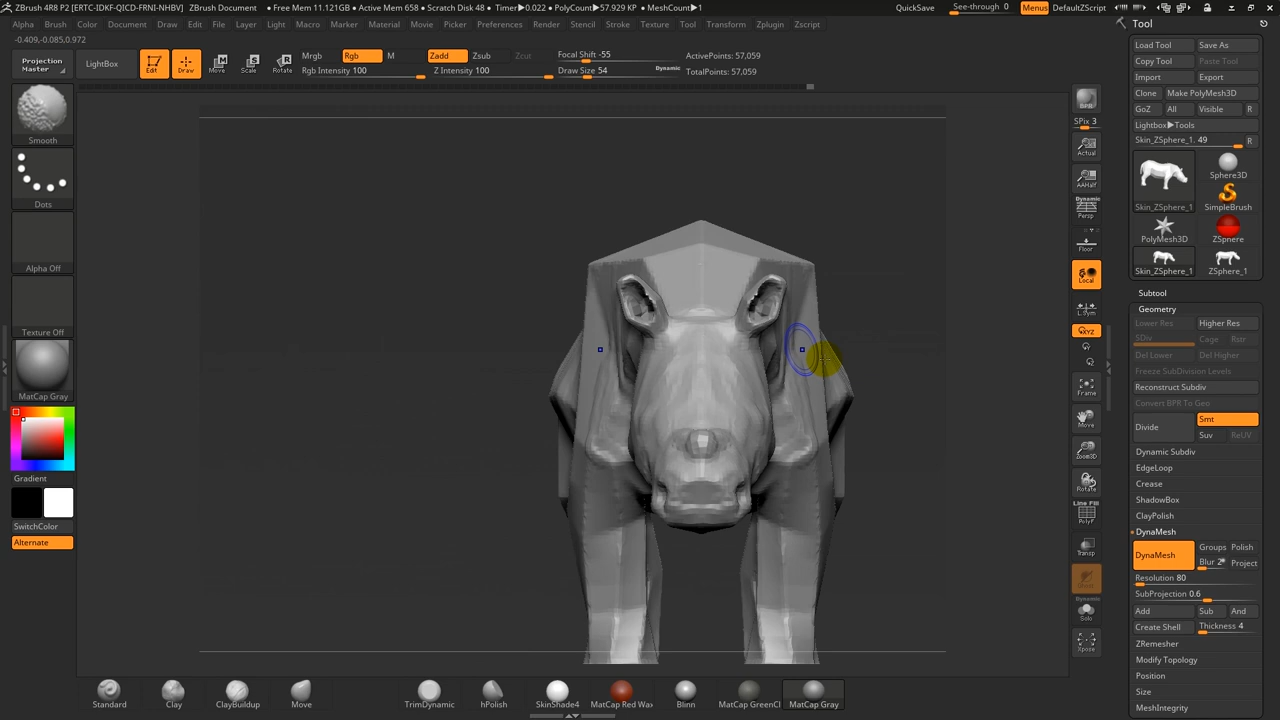 ZBrush 4R8 P2 [ERTC-IDKF-QICD-FRNI-NHBV] ZBrush Document • Free Mem 11.121GB • Active Mem 658 • Scratch Disk 48 • Timer▶0.022 • PolyCount▶57.929 KP • MeshCount▶1 QuickSave See-through 0 Menus DefaultZScript
Alpha Brush Color Document Draw Edit File Layer Light Macro Marker Material Movie Picker Preferences Render Stencil Stroke Texture Tool Transform Zplugin Zscript
-0.409,-0.085,0.972
Projection Master
LightBox
Edit
Draw
Move
Scale
Rotate
Mrgb Rgb M Zadd Zsub Zcut
Rgb Intensity 100 Z Intensity 100
Focal Shift -55
Draw Size 54 Dynamic
ActivePoints: 57,059
TotalPoints: 57,059
Smooth
Dots
Alpha Off
Texture Off
MatCap Gray
Gradient
SwitchColor
Alternate
BPR
SPix 3
Actual
AAHalf
Dynamic
Persp
Floor
Local
L.Sym
XYZ
Frame
Move
Zoom3D
Rotate
Line Fill
PolyF
Transp
Ghost
Dynamic
Solo
Xpose
Tool
Load Tool Save As
Copy Tool Paste Tool
Import Export
Clone Make PolyMesh3D
GoZ All Visible R
Lightbox▶Tools
Skin_ZSphere_1. 49 R
Skin_ZSphere_1
Sphere3D
SimpleBrush
PolyMesh3D ZSphere
Skin_ZSphere_1 ZSphere_1
Subtool
Geometry
Lower Res Higher Res
SDiv Cage Rstr
Del Lower Del Higher
Freeze SubDivision Levels
Reconstruct Subdiv
Convert BPR To Geo
Divide Smt
Suv ReUV
Dynamic Subdiv
EdgeLoop
Crease
ShadowBox
ClayPolish
DynaMesh
DynaMesh Groups Polish
Blur 2 Project
Resolution 80
SubProjection 0.6
Add Sub And
Create Shell Thickness 4
ZRemesher
Modify Topology
Position
Size
MeshIntegrity
Standard
Clay
ClayBuildup
Move
TrimDynamic
hPolish
SkinShade4
MatCap Red Wax
Blinn
MatCap GreenCl
MatCap Gray